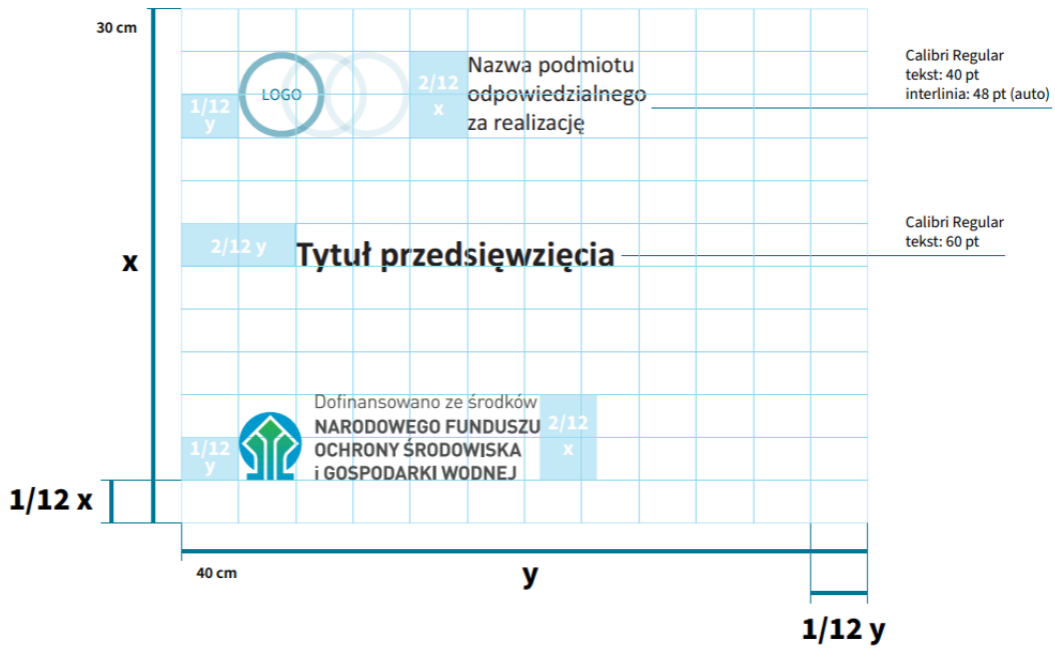 30 cm
Calibri Regular
tekst: 40 pt
interlinia: 48 pt (auto)
LOGO
2/12
x
Nazwa podmiotu
odpowiedzialnego
za realizację
1/12
y
Calibri Regular
tekst: 60 pt
2/12 y
Tytuł przedsięwzięcia
x
Dofinansowano ze środków
NARODOWEGO FUNDUSZU
OCHRONY ŚRODOWISKA
i GOSPODARKI WODNEJ
2/12
x
1/12
y
1/12 x
40 cm
y
1/12 y